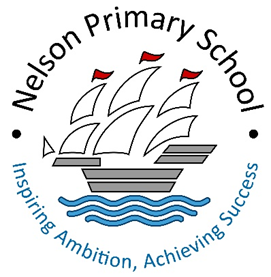 Nelson Primary School
Inspiring Ambition, Achieving Success